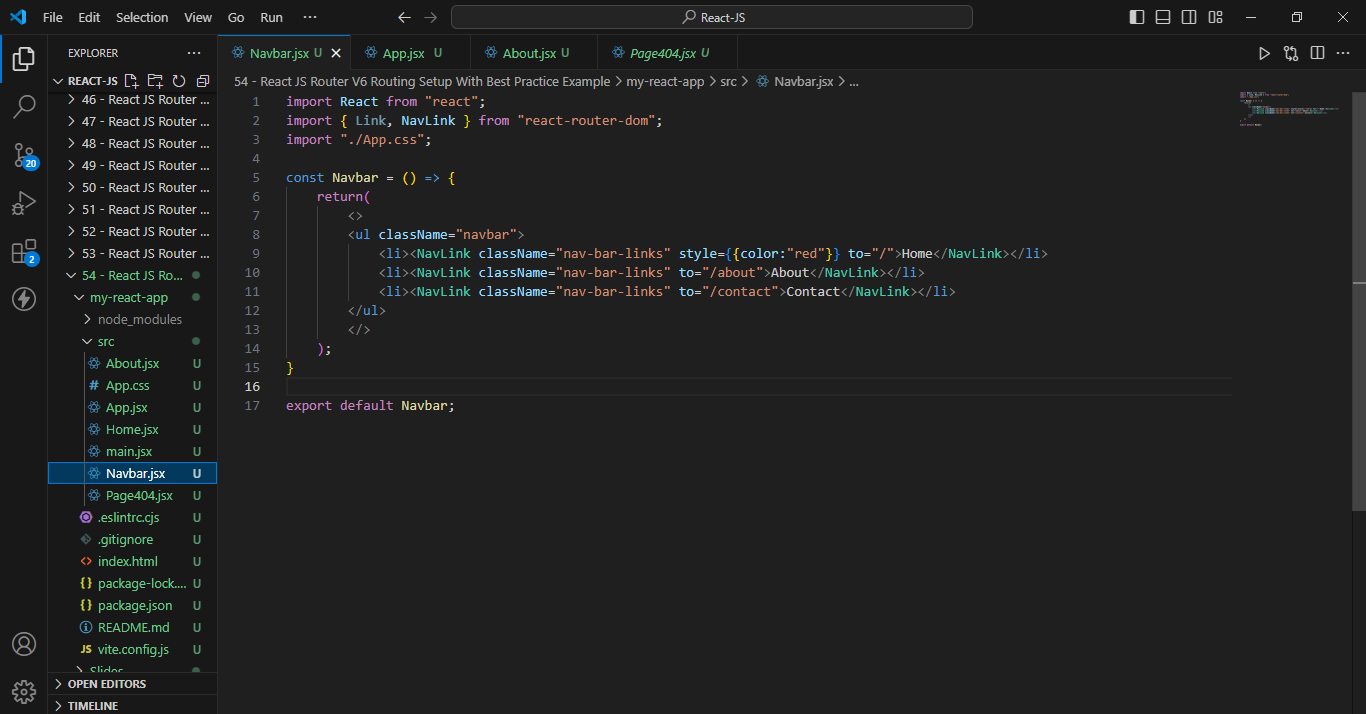 File Edit Selection View Go Run ··· React-JS
EXPLORER ···
REACT-JS
46 - React JS Router ...
47 - React JS Router ...
48 - React JS Router ...
49 - React JS Router ...
50 - React JS Router ...
51 - React JS Router ...
52 - React JS Router ...
53 - React JS Router ...
54 - React JS Ro...
my-react-app
node_modules
src
About.jsx U
# App.css U
App.jsx U
Home.jsx U
main.jsx U
Navbar.jsx U
Page404.jsx U
.eslintrc.cjs U
.gitignore U
<> index.html U
{} package-lock.... U
{} package.json U
README.md U
JS vite.config.js U
Slides
OPEN EDITORS
TIMELINE
20
2
Navbar.jsx U App.jsx U About.jsx U Page404.jsx U
54 - React JS Router V6 Routing Setup With Best Practice Example > my-react-app > src > Navbar.jsx > ...
1 import React from "react";
2 import { Link, NavLink } from "react-router-dom";
3 import "./App.css";
4
5 const Navbar = () => {
6 return(
7 <>
8 <ul className="navbar">
9 <li><NavLink className="nav-bar-links" style={{color:"red"}} to="/">Home</NavLink></li>
10 <li><NavLink className="nav-bar-links" to="/about">About</NavLink></li>
11 <li><NavLink className="nav-bar-links" to="/contact">Contact</NavLink></li>
12 </ul>
13 </>
14 );
15 }
16
17 export default Navbar;